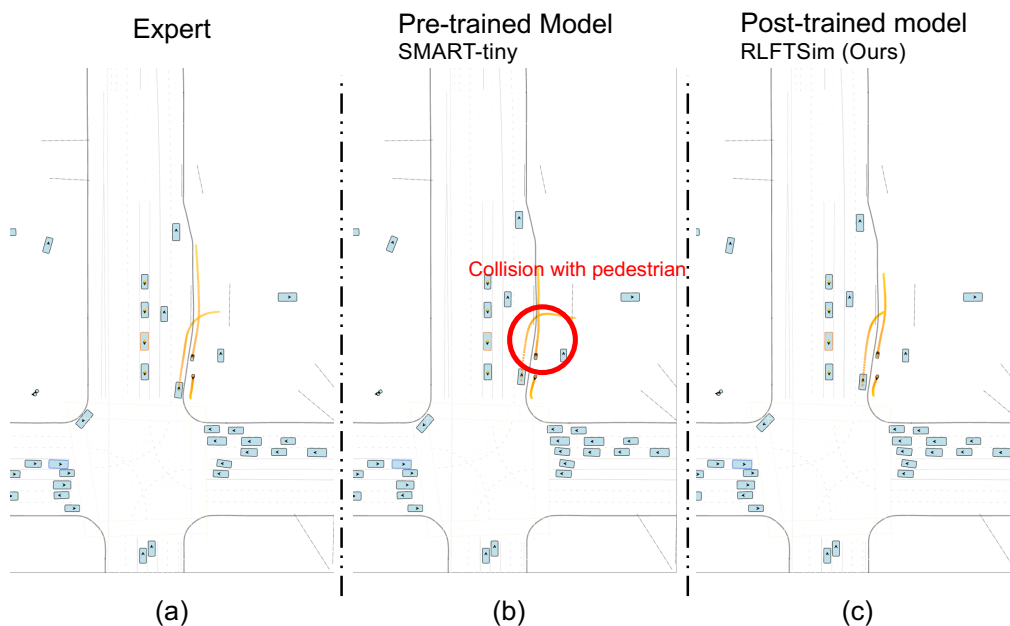 Expert
Pre-trained Model
SMART-tiny
Post-trained model
RLFTSim (Ours)
Collision with pedestrian
(a)
(b)
(c)